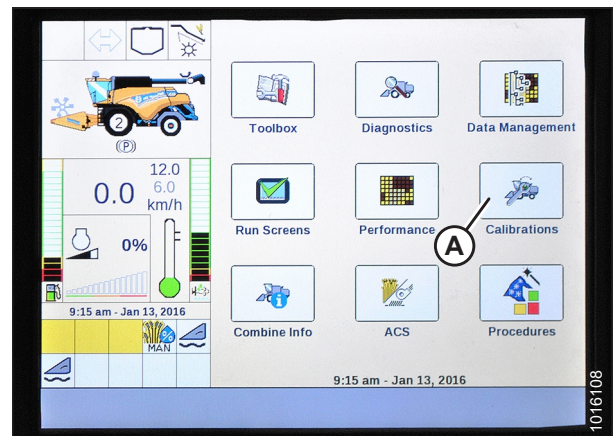 2
(P)
12.0
6.0
0.0 km/h
0%
9:15 am - Jan 13, 2016
MAN
Toolbox
Diagnostics
Data Management
Run Screens
Performance
Calibrations
A
Combine Info
ACS
Procedures
9:15 am - Jan 13, 2016
1016108